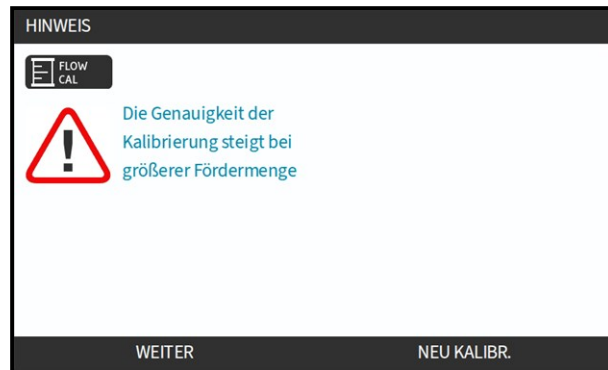 HINWEIS
FLOW
CAL
Die Genauigkeit der
Kalibrierung steigt bei
größerer Fördermenge
WEITER NEU KALIBR.